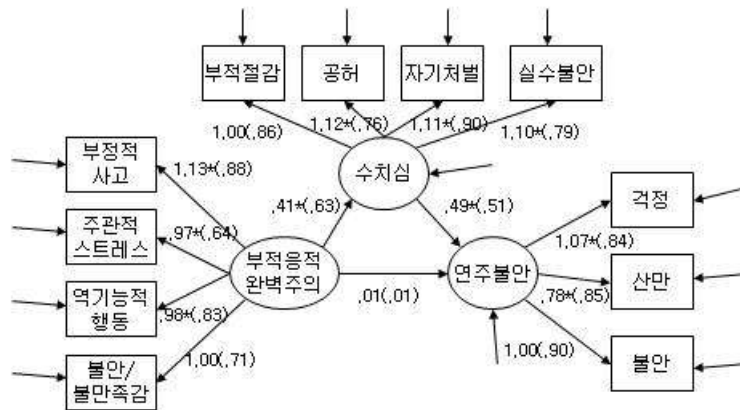 부적절감
공허
자기처벌
실수불안
1,00(,86)
1,12*(,76)
1,11*(,90)
1,10*(,79)
부정적
사고
1,13*(,88)
수치심
주관적
스트레스
,97*(,64)
,41*(,63)
,49*(,51)
걱정
1,07*(,84)
부적응적
완벽주의
연주불안
산만
역기능적
행동
,98*(,83)
,01(,01)
,78*(,85)
불안/
불만족감
1,00(,71)
1,00(,90)
불안